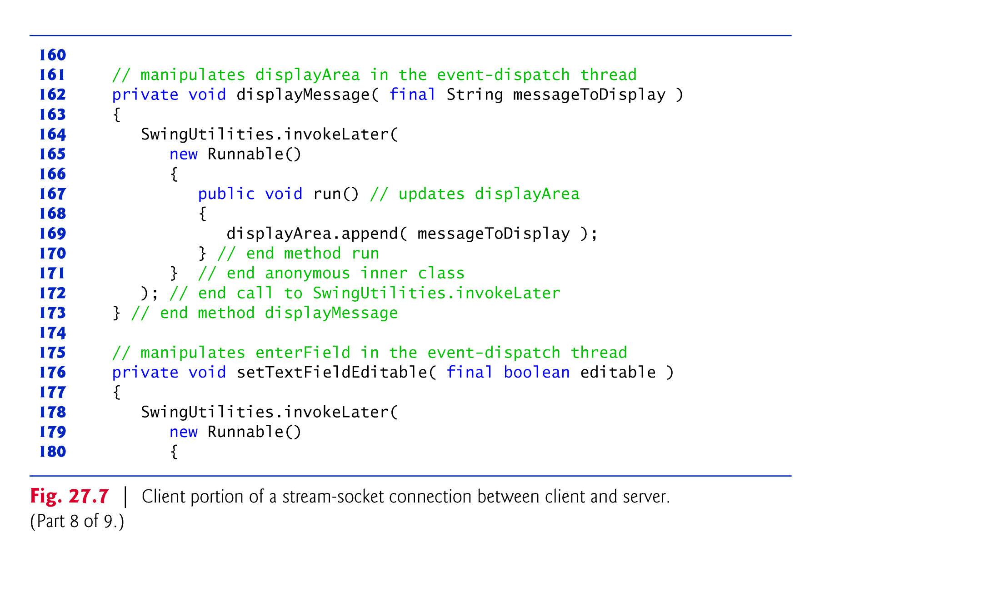 160
161     // manipulates displayArea in the event-dispatch thread
162     private void displayMessage( final String messageToDisplay )
163     {
164        SwingUtilities.invokeLater(
165           new Runnable()
166           {
167              public void run() // updates displayArea
168              {
169                 displayArea.append( messageToDisplay );
170              } // end method run
171           }  // end anonymous inner class
172        ); // end call to SwingUtilities.invokeLater
173     } // end method displayMessage
174
175     // manipulates enterField in the event-dispatch thread
176     private void setTextFieldEditable( final boolean editable )
177     {
178        SwingUtilities.invokeLater(
179           new Runnable()
180           {
Fig. 27.7 | Client portion of a stream-socket connection between client and server.
(Part 8 of 9.)